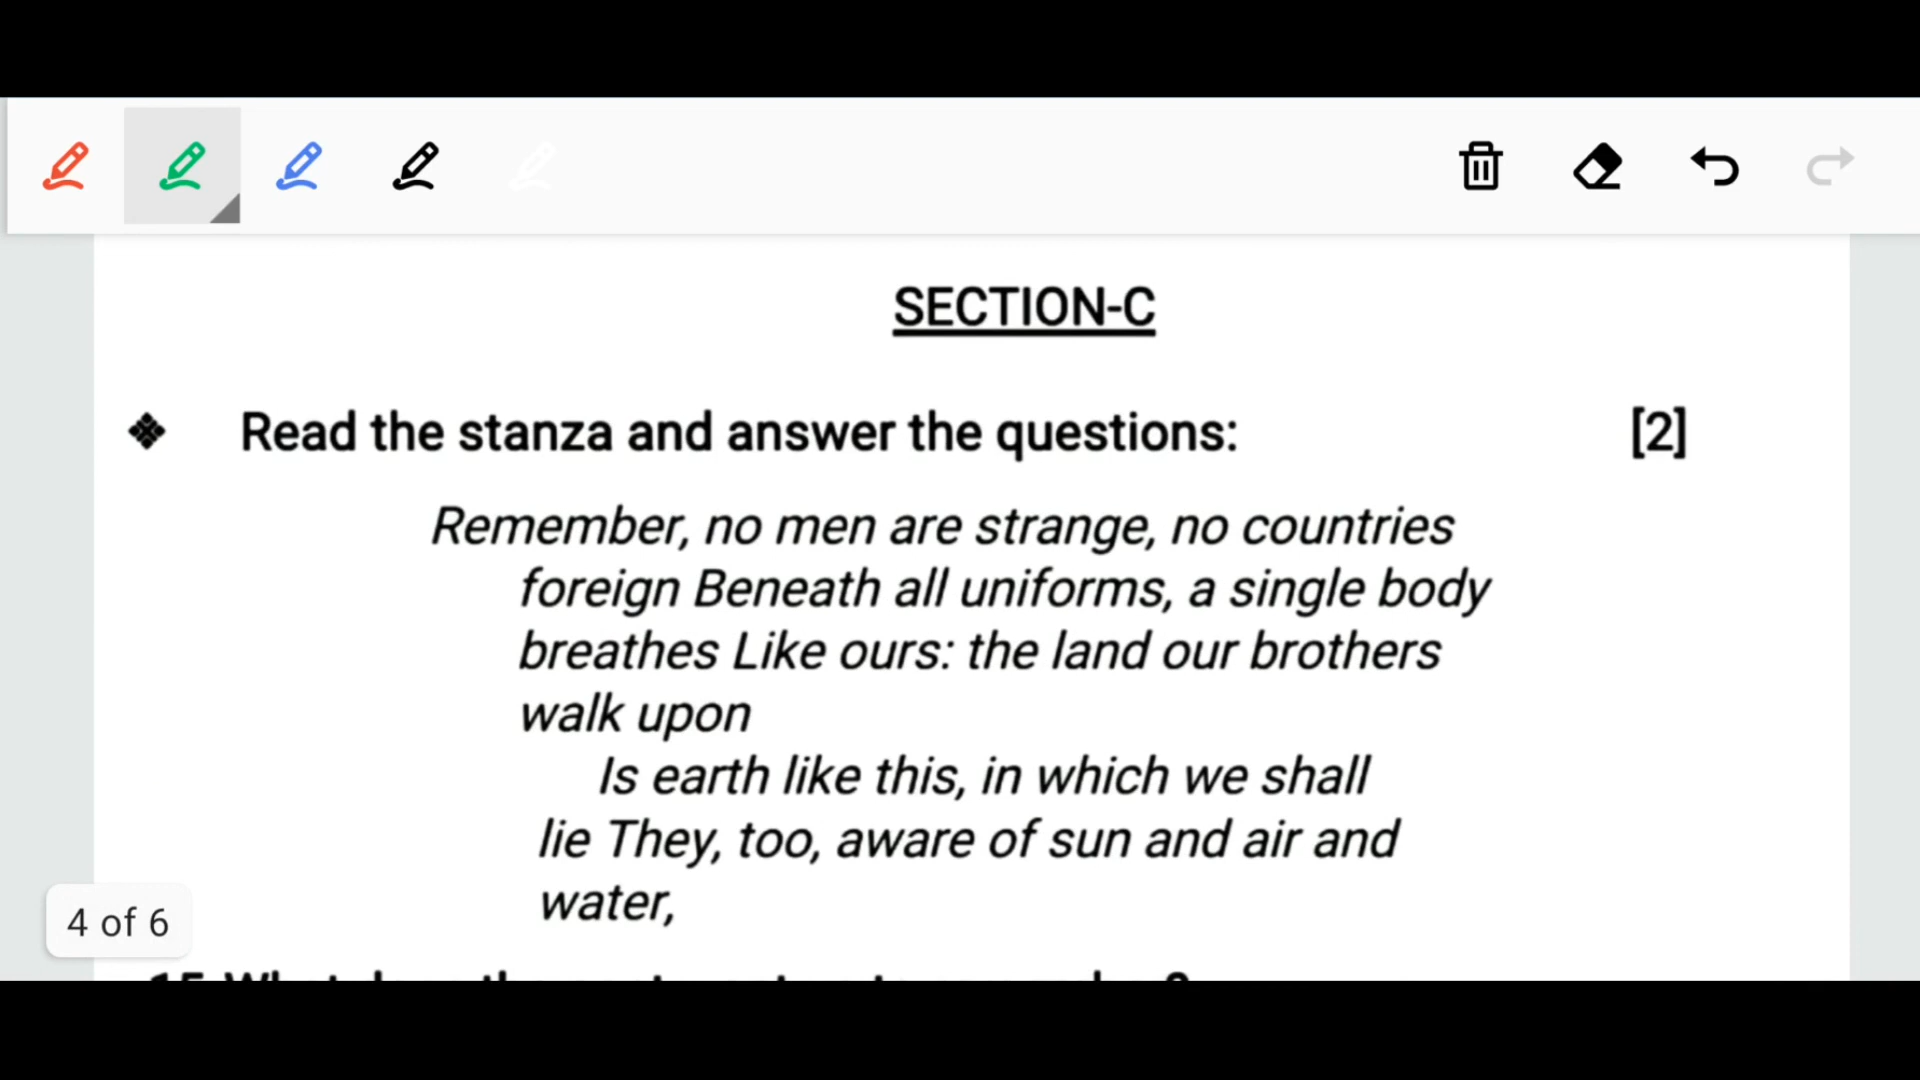 SECTION-C
❖ Read the stanza and answer the questions: [2]
Remember, no men are strange, no countries
foreign Beneath all uniforms, a single body
breathes Like ours: the land our brothers
walk upon
Is earth like this, in which we shall
lie They, too, aware of sun and air and
water,
4 of 6